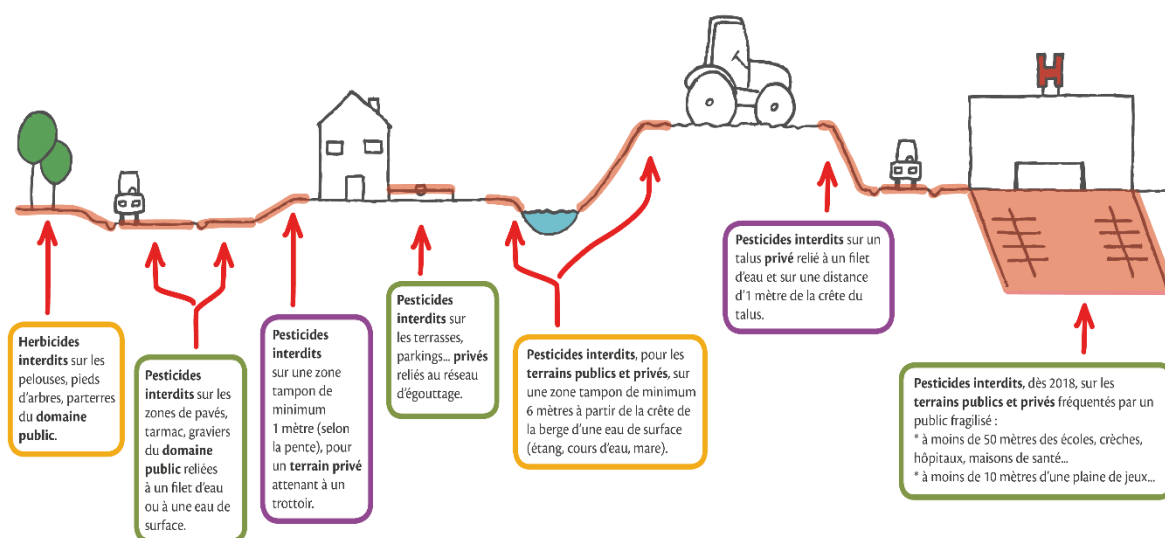 H
Herbicides
interdits sur les
pelouses, pieds
d'arbres, parterres
du domaine
public.
Pesticides
interdits sur les
zones de pavés,
tarmac, graviers
du domaine
public reliées
à un filet d'eau
ou à une eau de
surface.
Pesticides
interdits
sur une zone
tampon de
minimum
1 mètre (selon
la pente), pour
un terrain privé
attenant à un
trottoir.
Pesticides
interdits sur
les terrasses,
parkings... privés
reliés au réseau
d'égouttage.
Pesticides interdits, pour les
terrains publics et privés, sur
une zone tampon de minimum
6 mètres à partir de la crête de
la berge d'une eau de surface
(étang, cours d'eau, mare).
Pesticides interdits sur un
talus privé relié à un filet
d'eau et sur une distance
d'1 mètre de la crête du
talus.
Pesticides interdits, dès 2018, sur les
terrains publics et privés fréquentés par un
public fragilisé :
* à moins de 50 mètres des écoles, crèches,
hôpitaux, maisons de santé...
* à moins de 10 mètres d'une plaine de jeux...